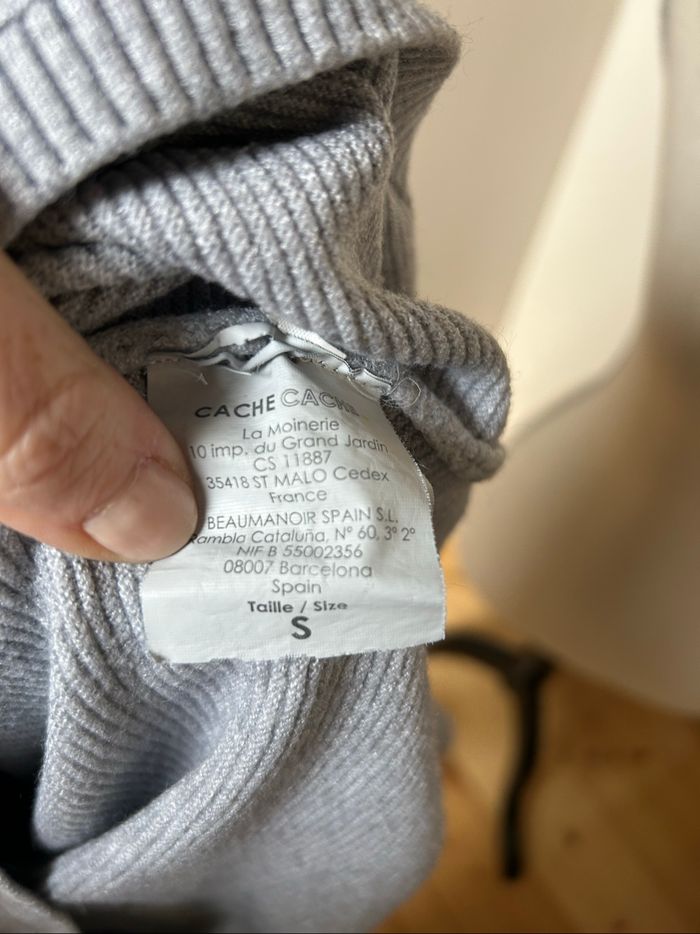 CACHE CACHE
La Moinerie
10 imp. du Grand Jardin
CS 11887
35418 ST MALO Cedex
France
BEAUMANOIR SPAIN S.L.
Rambla Cataluña, Nº 60, 3º 2º
NIF B 55002356
08007 Barcelona
Spain
Taille / Size
S